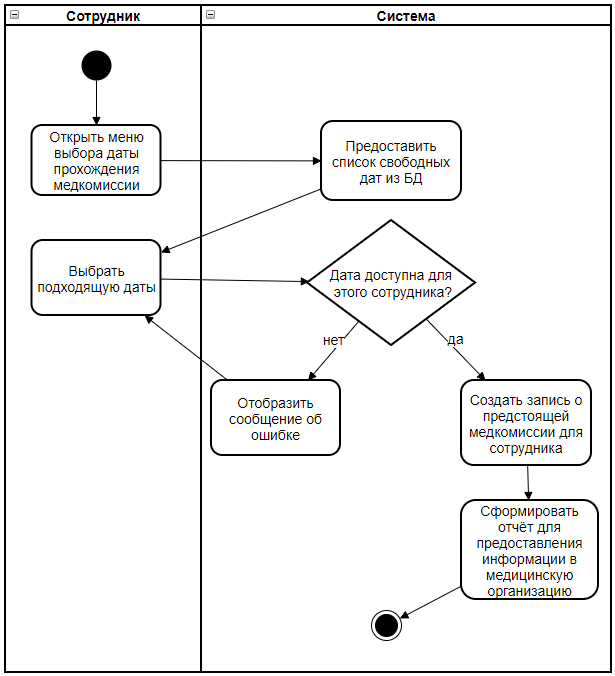 Сотрудник
Система
Открыть меню
выбора даты
прохождения
медкомиссии
Предоставить
список свободных
дат из БД
Выбрать
подходящую даты
Дата доступна для
этого сотрудника?
нет
да
Отобразить
сообщение об
ошибке
Создать запись о
предстоящей
медкомиссии для
сотрудника
Сформировать
отчёт для
предоставления
информации в
медицинскую
организацию